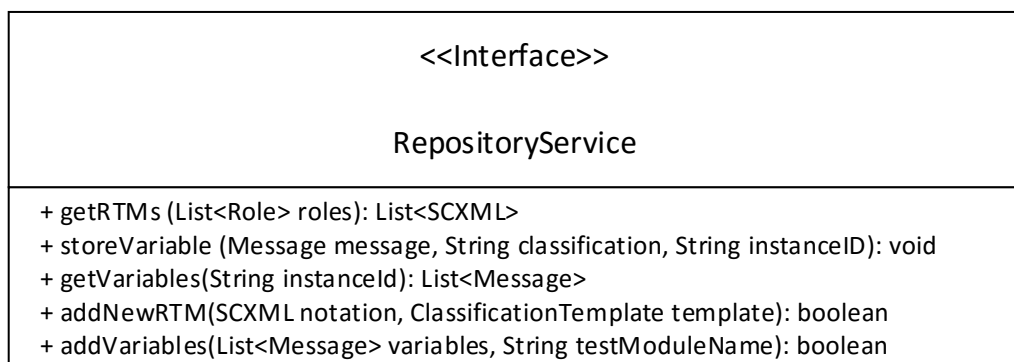 <<Interface>>
RepositoryService
+ getRTMs (List<Role> roles): List<SCXML>
+ storeVariable (Message message, String classification, String instanceID): void
+ getVariables(String instanceId): List<Message>
+ addNewRTM(SCXML notation, ClassificationTemplate template): boolean
+ addVariables(List<Message> variables, String testModuleName): boolean